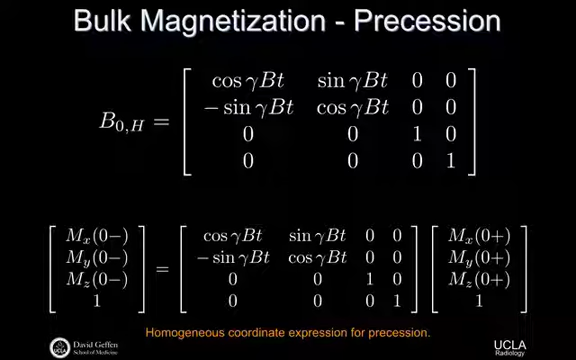 Bulk Magnetization - Precession
B0,H = [ cos γBt sin γBt 0 0
− sin γBt cos γBt 0 0
0 0 1 0
0 0 0 1 ]
[ Mx(0−) ] = [ cos γBt sin γBt 0 0 ] [ Mx(0+) ]
[ My(0−) ] [ − sin γBt cos γBt 0 0 ] [ My(0+) ]
[ Mz(0−) ] [ 0 0 1 0 ] [ Mz(0+) ]
[ 1 ] [ 0 0 0 1 ] [ 1 ]
Homogeneous coordinate expression for precession.
UCLA
David Geffen
School of Medicine
UCLA
Radiology